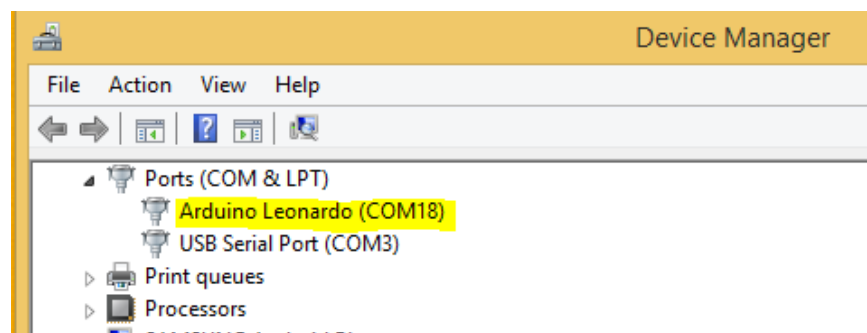 Device Manager
File Action View Help
Ports (COM & LPT)
Arduino Leonardo (COM18)
USB Serial Port (COM3)
Print queues
Processors